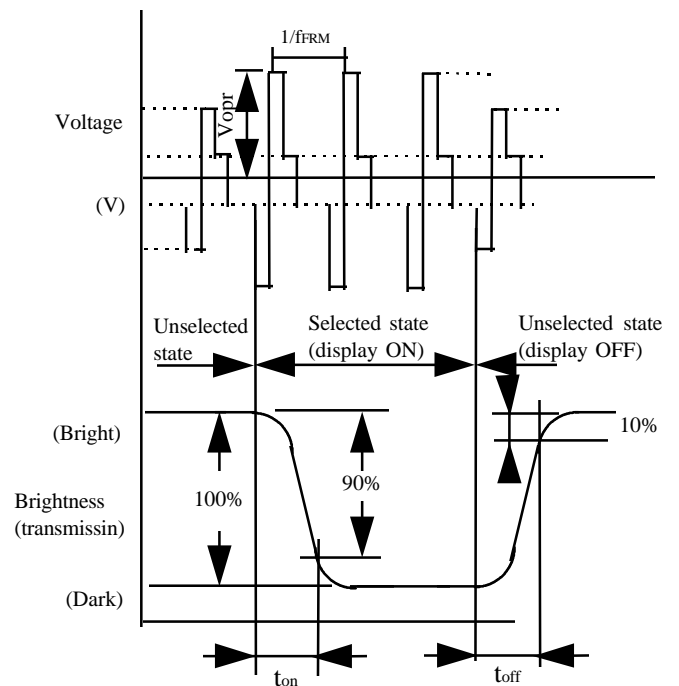 1/fFRM
Vopr
Voltage
(V)
Unselected
state
Selected state
(display ON)
Unselected state
(display OFF)
(Bright)
10%
90%
100%
Brightness
(transmissin)
(Dark)
ton
toff